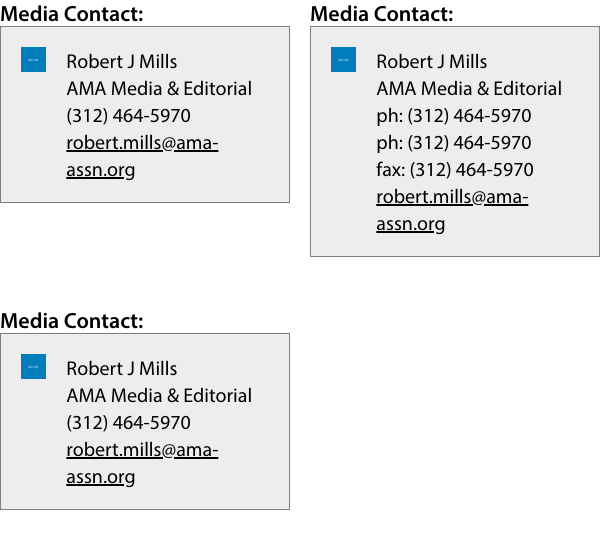 Media Contact:
Robert J Mills
AMA Media & Editorial
(312) 464-5970
robert.mills@ama-
assn.org
Media Contact:
Robert J Mills
AMA Media & Editorial
ph: (312) 464-5970
ph: (312) 464-5970
fax: (312) 464-5970
robert.mills@ama-
assn.org
Media Contact:
Robert J Mills
AMA Media & Editorial
(312) 464-5970
robert.mills@ama-
assn.org